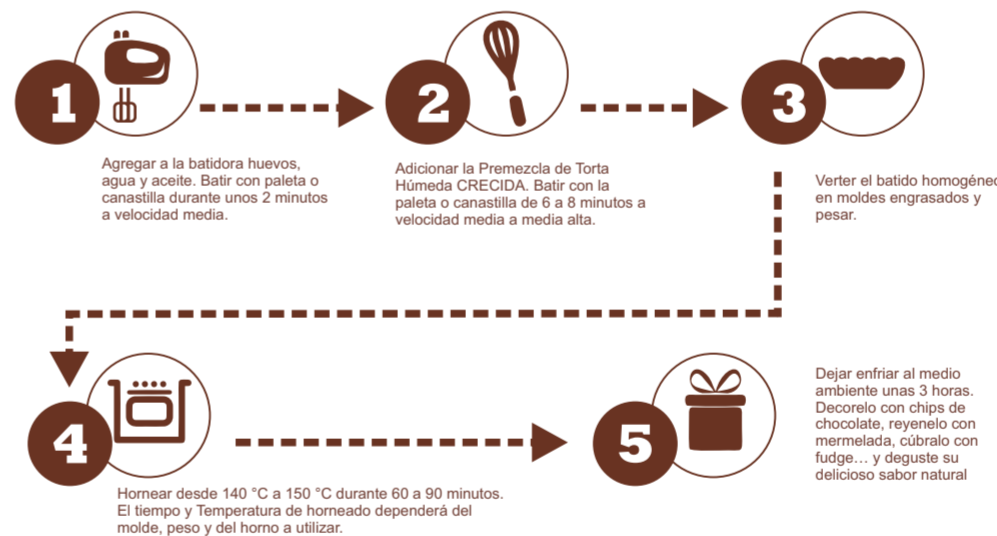 1
Agregar a la batidora huevos,
agua y aceite. Batir con paleta o
canastilla durante unos 2 minutos
a velocidad media.
2
Adicionar la Premezcla de Torta
Húmeda CRECIDA. Batir con la
paleta o canastilla de 6 a 8 minutos a
velocidad media a media alta.
3
Verter el batido homogéneo
en moldes engrasados y
pesar.
4
Hornear desde 140 °C a 150 °C durante 60 a 90 minutos.
El tiempo y Temperatura de horneado dependerá del
molde, peso y del horno a utilizar.
5
Dejar enfriar al medio
ambiente unas 3 horas.
Decorelo con chips de
chocolate, reyenelo con
mermelada, cúbralo con
fudge... y deguste su
delicioso sabor natural